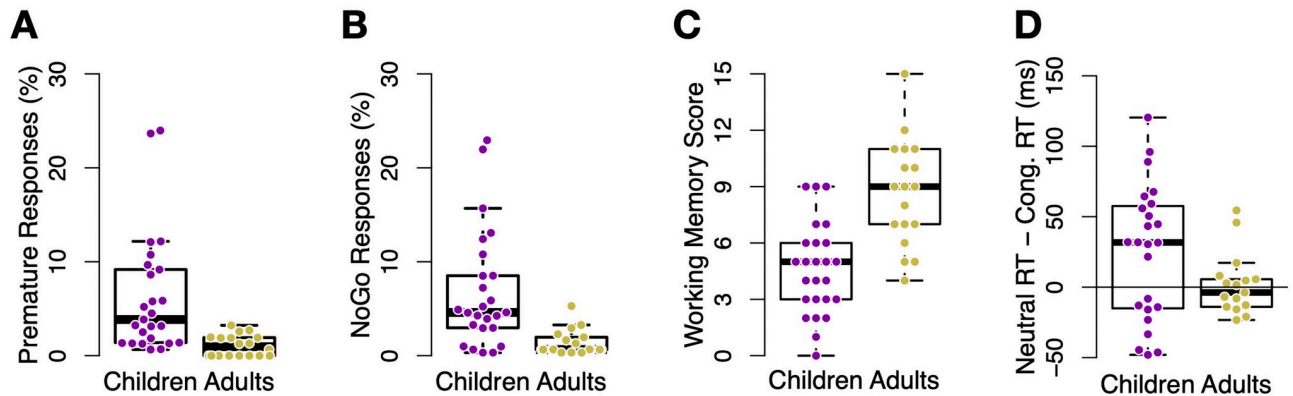 A
Premature Responses (%)
30
20
10
0
Children Adults
B
NoGo Responses (%)
30
20
10
0
Children Adults
C
Working Memory Score
15
12
9
6
3
0
Children Adults
D
Neutral RT – Cong. RT (ms)
150
100
50
0
−50
Children Adults